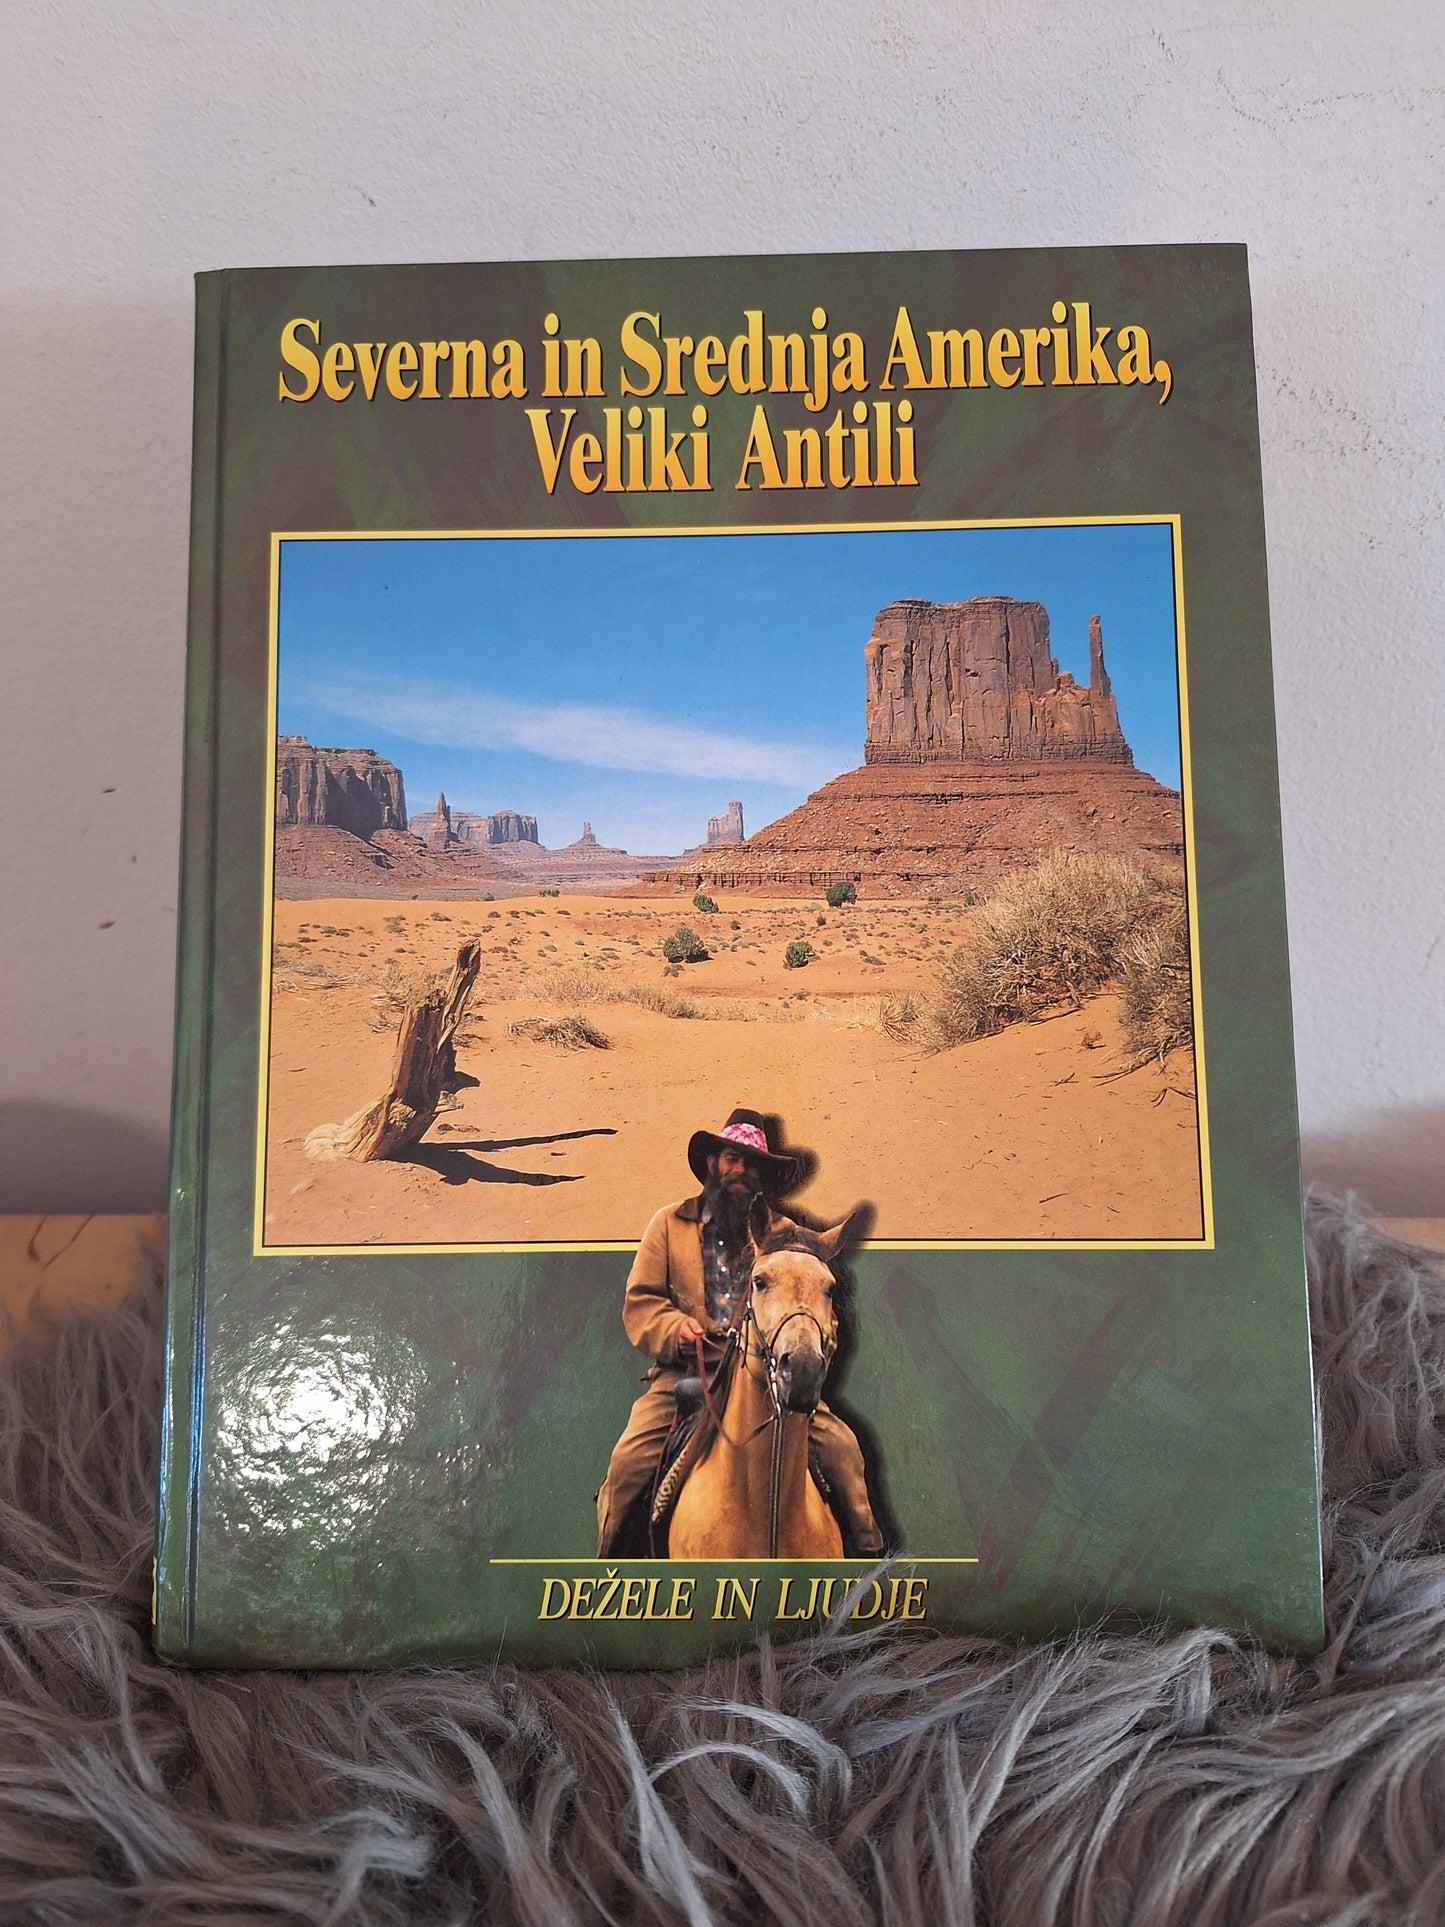 Severna in Srednja Amerika,
Veliki Antili
DEŽELE IN LJUDJE